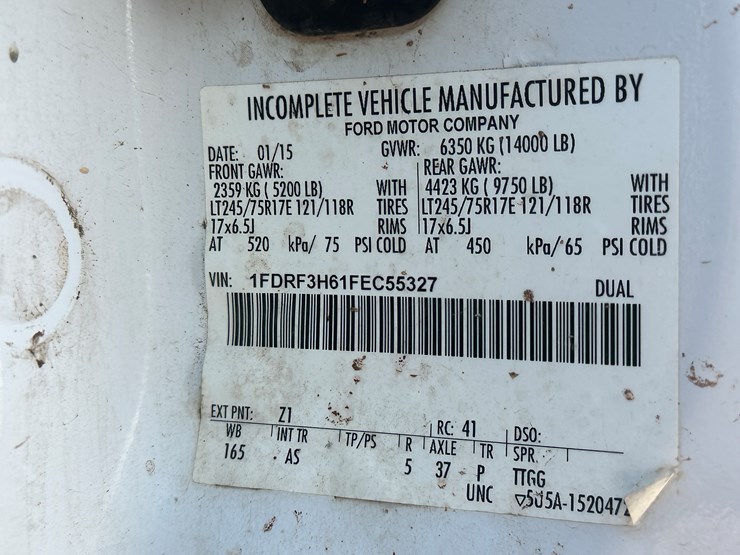 INCOMPLETE VEHICLE MANUFACTURED BY
FORD MOTOR COMPANY
DATE: 01/15 GVWR: 6350 KG (14000 LB)
FRONT GAWR: REAR GAWR:
2359 KG ( 5200 LB) WITH 4423 KG ( 9750 LB) WITH
LT245/75R17E 121/118R TIRES LT245/75R17E 121/118R TIRES
17x6.5J RIMS 17x6.5J RIMS
AT 520 kPa/ 75 PSI COLD AT 450 kPa/ 65 PSI COLD
VIN: 1FDRF3H61FEC55327 DUAL
EXT PNT: Z1 RC: 41 DSO:
WB INT TR TP/PS R AXLE TR SPR.
165 AS 5 37 P TTGG
UNC